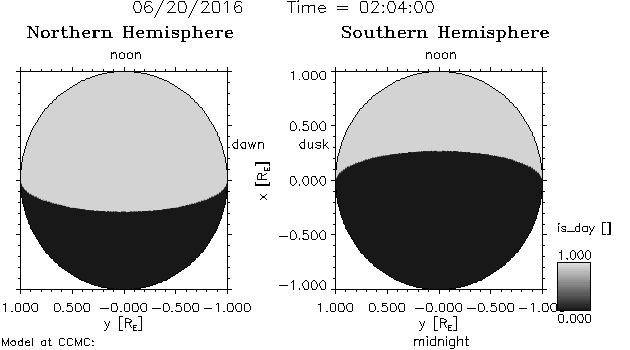 06/20/2016 Time = 02:04:00
Northern Hemisphere Southern Hemisphere
noon noon
1.000
0.500
dawn dusk
x [RE]
0.000
is_day []
-0.500
1.000
-1.000
0.000
1.000 0.500 -0.000 -0.500 -1.000 1.000 0.500 -0.000 -0.500 -1.000
y [RE] y [RE]
Model at CCMC: midnight